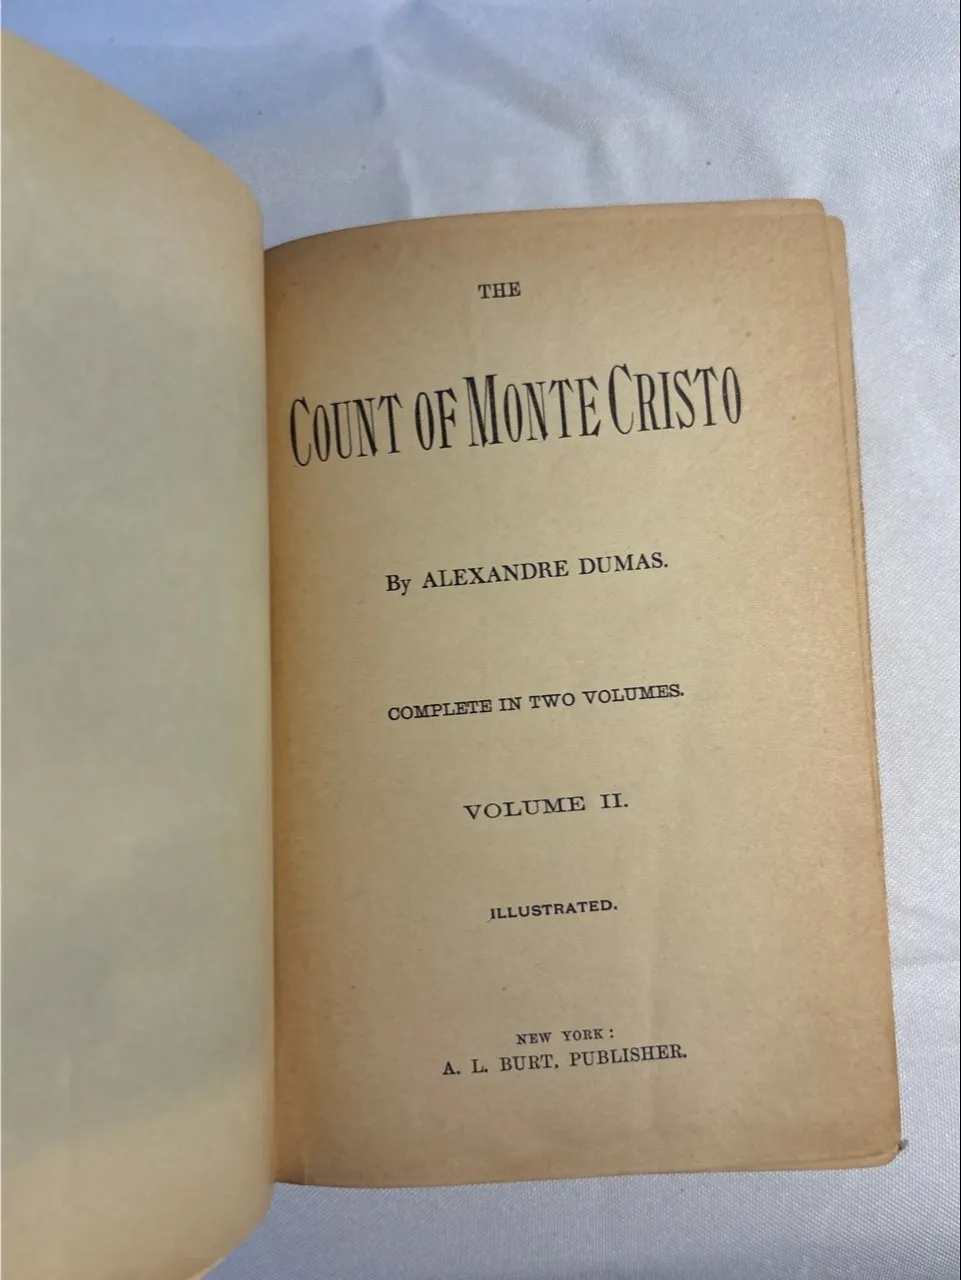 THE
COUNT OF MONTE CRISTO
By ALEXANDRE DUMAS.
COMPLETE IN TWO VOLUMES.
VOLUME II.
ILLUSTRATED.
NEW YORK:
A. L. BURT, PUBLISHER.